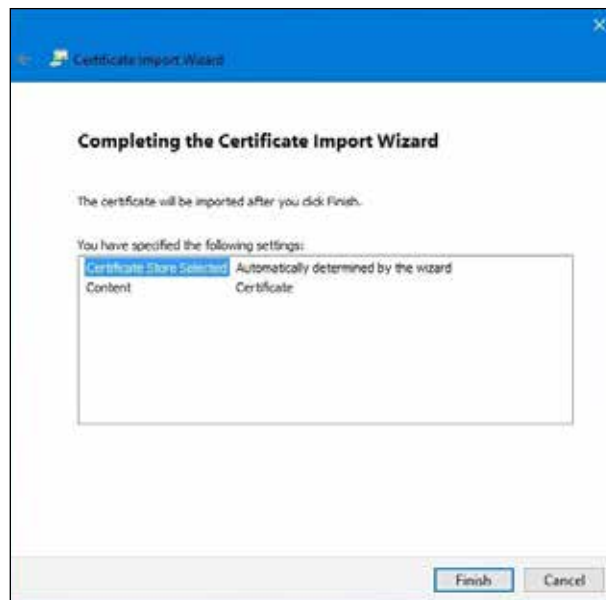 Certificate Import Wizard
Completing the Certificate Import Wizard
The certificate will be imported after you click Finish.
You have specified the following settings:
Certificate Store Selected Automatically determined by the wizard
Content Certificate
Finish Cancel